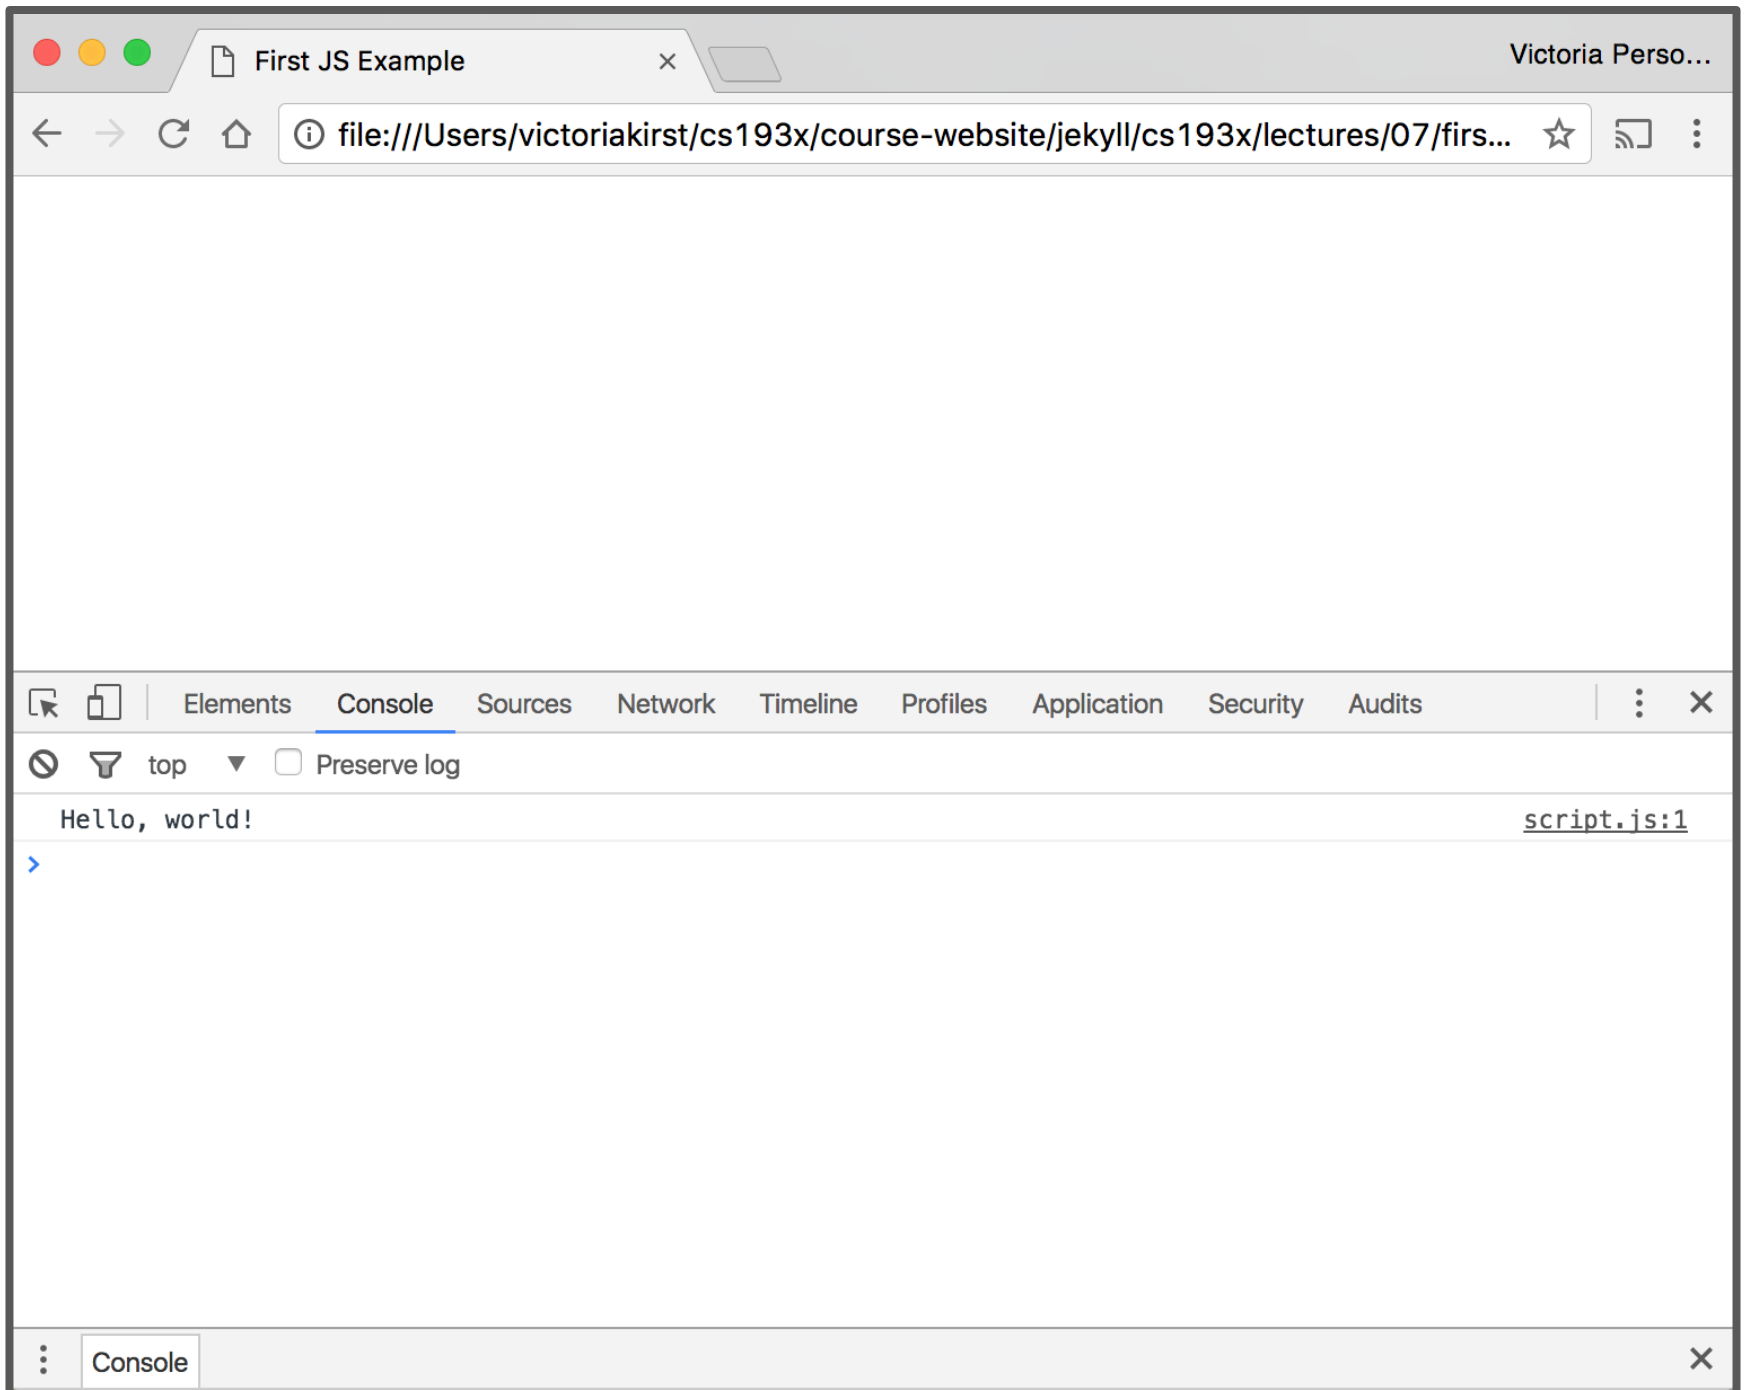 First JS Example
Victoria Perso...
file:///Users/victoriakirst/cs193x/course-website/jekyll/cs193x/lectures/07/firs...
Elements Console Sources Network Timeline Profiles Application Security Audits
top Preserve log
Hello, world! script.js:1
Console